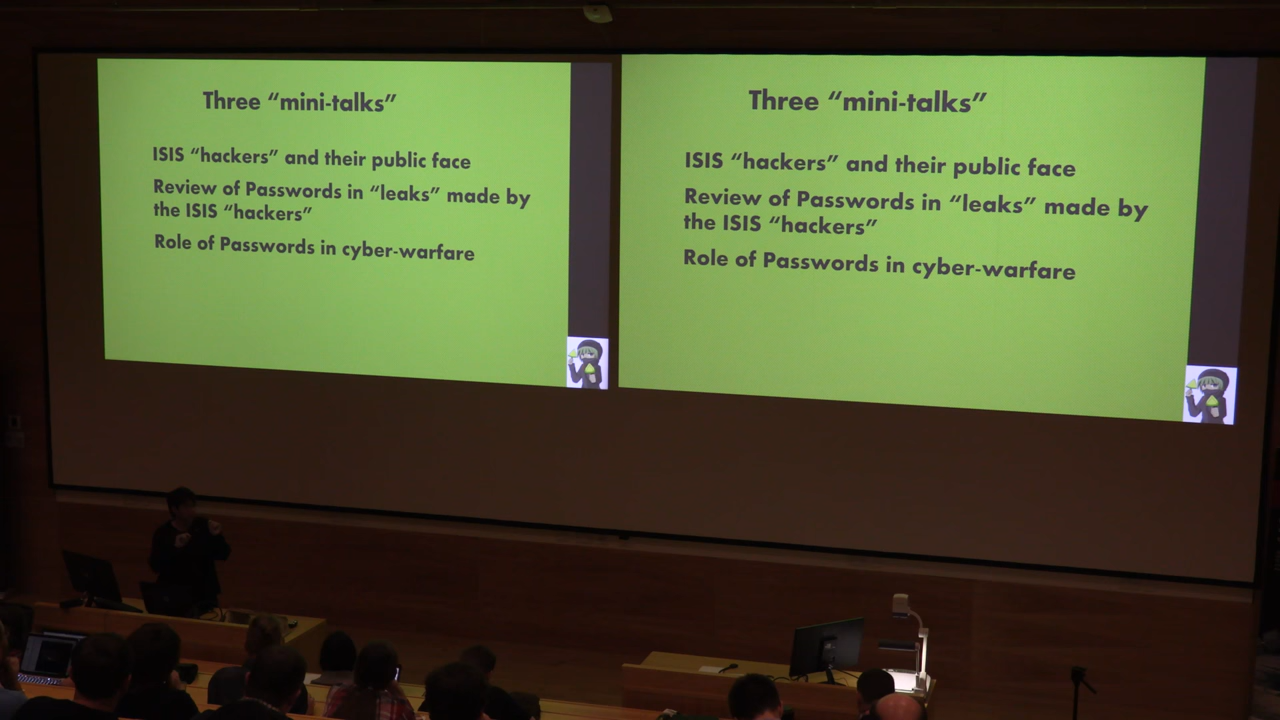 Three “mini-talks”
ISIS “hackers” and their public face
Review of Passwords in “leaks” made by
the ISIS “hackers”
Role of Passwords in cyber-warfare
Three “mini-talks”
ISIS “hackers” and their public face
Review of Passwords in “leaks” made by
the ISIS “hackers”
Role of Passwords in cyber-warfare